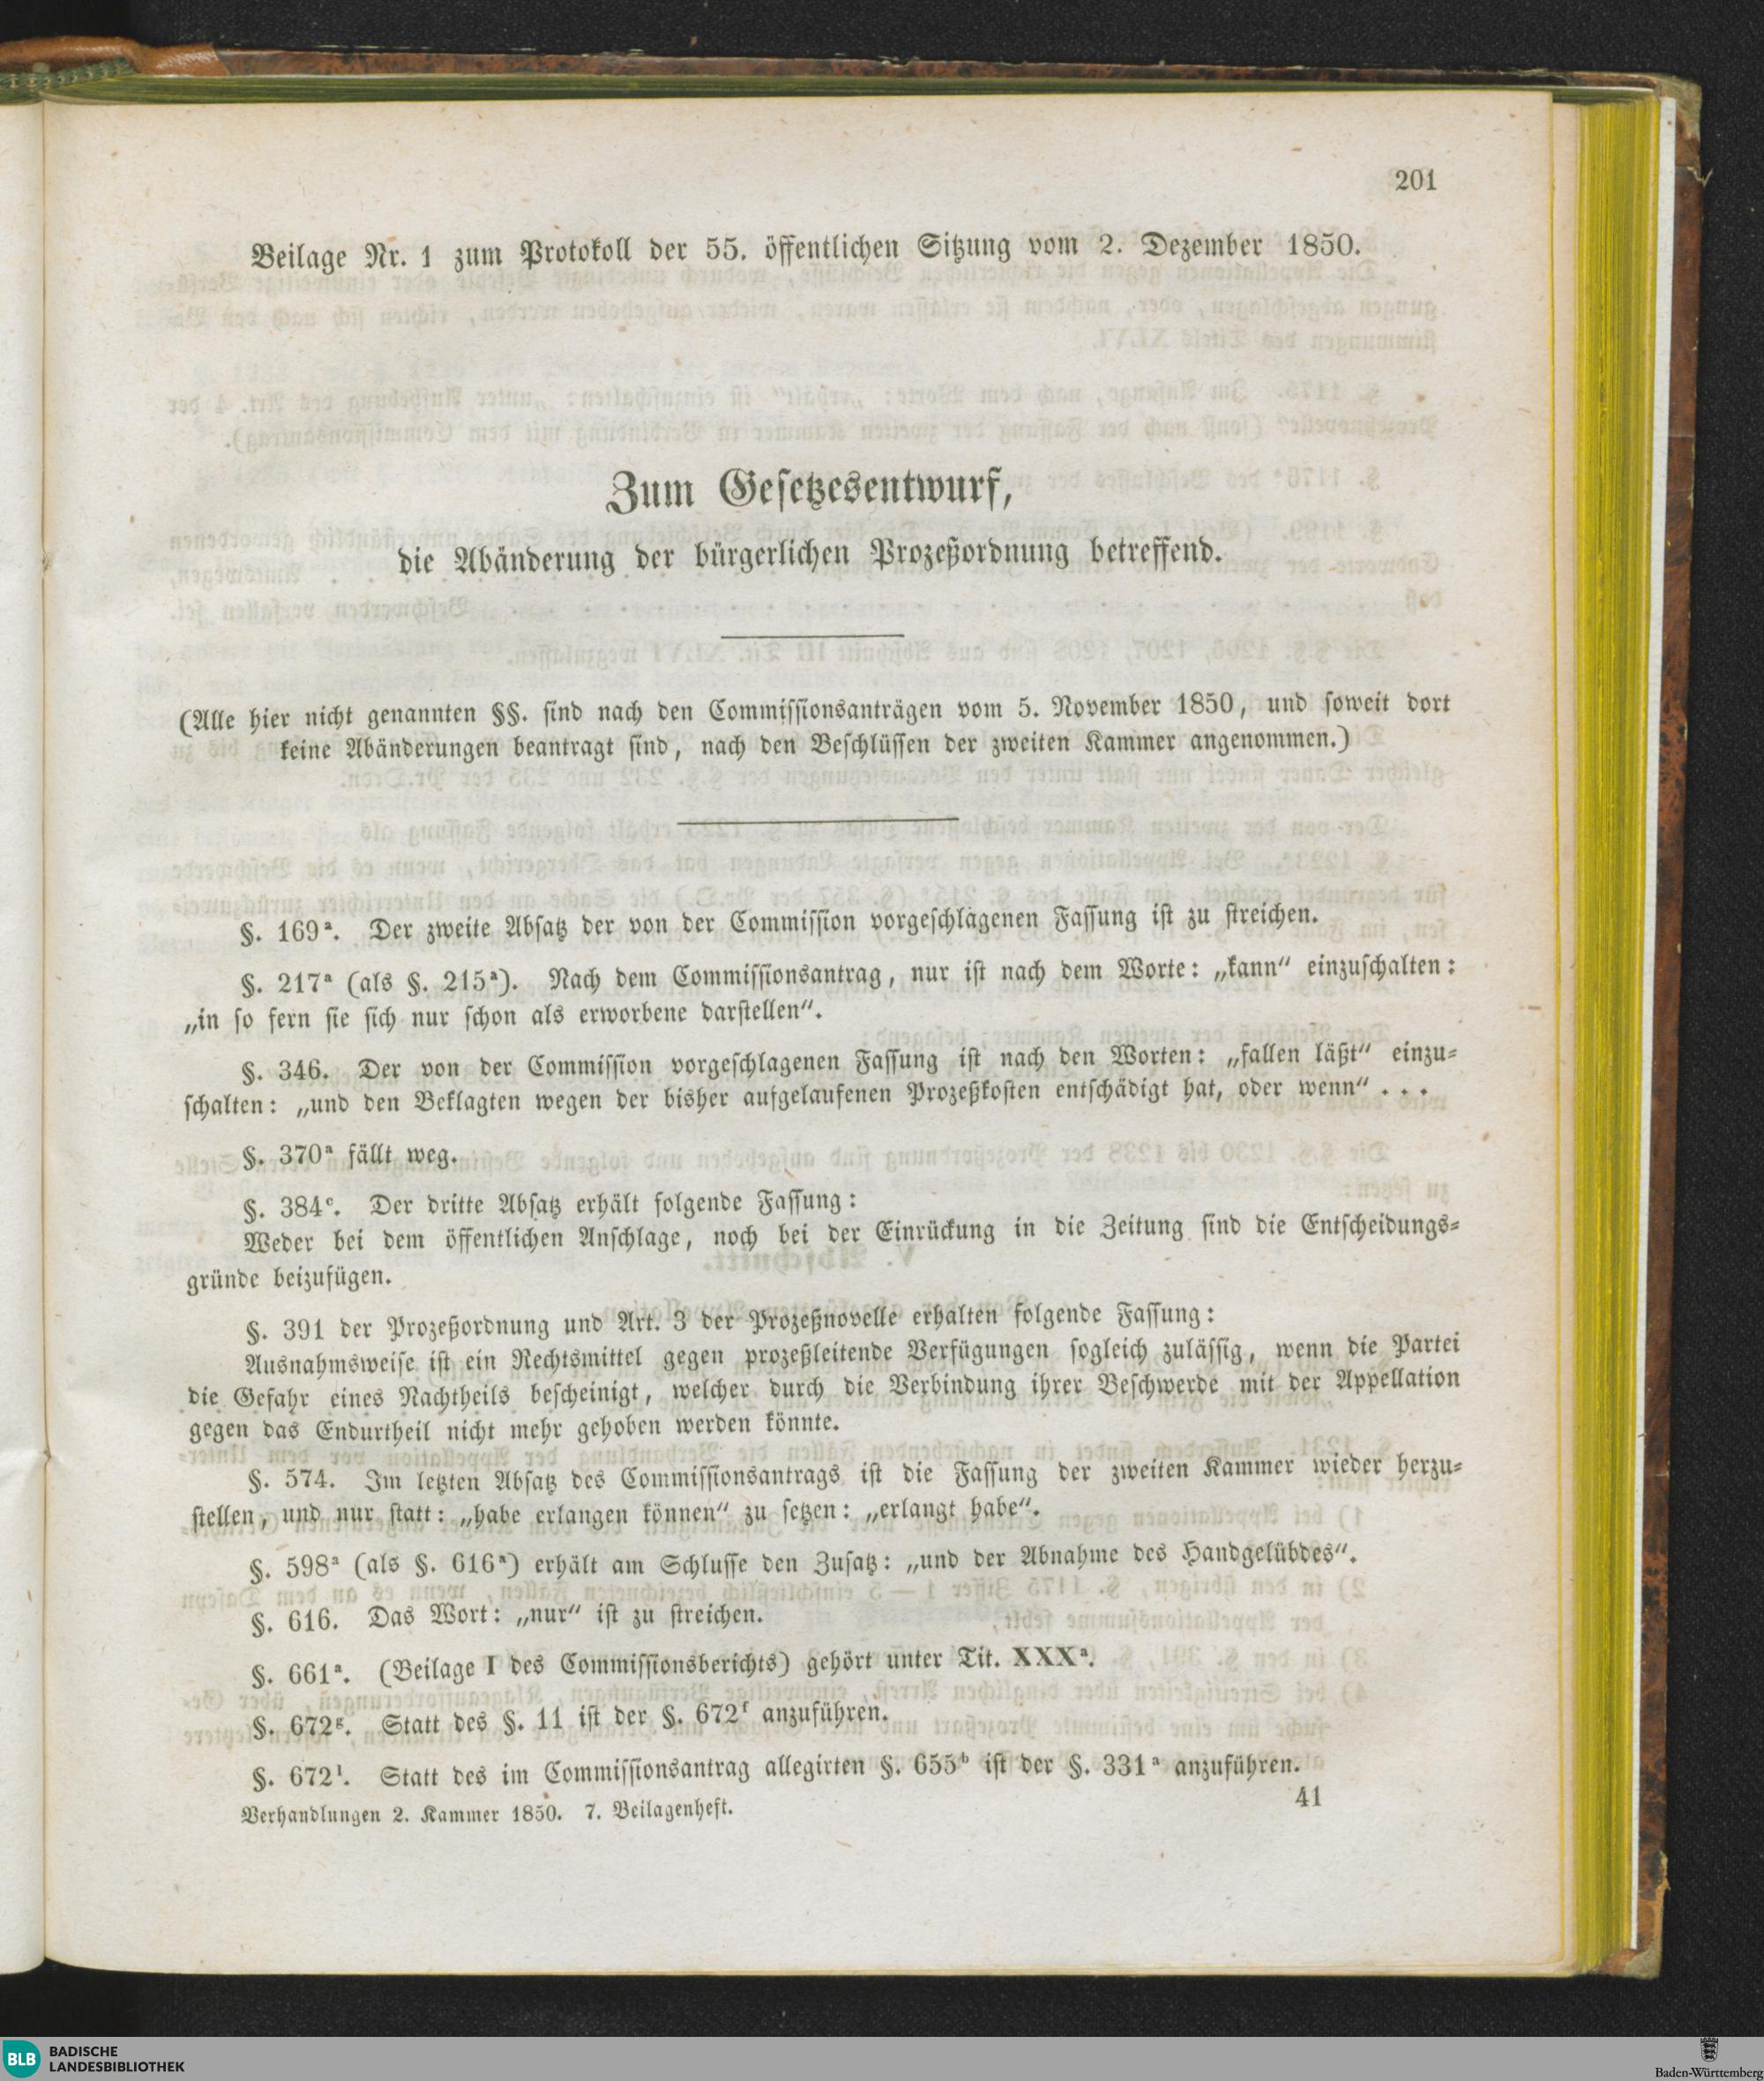 201
Beilage Nr. 1 zum Protokoll der 55. öffentlichen Sitzung vom 2. Dezember 1850.
Zum Gesetzesentwurf,
die Abänderung der bürgerlichen Prozeßordnung betreffend.
(Alle hier nicht genannten §§. sind nach den Commissionsanträgen vom 5. November 1850, und soweit dort
keine Abänderungen beantragt sind, nach den Beschlüssen der zweiten Kammer angenommen.)
§. 169ᵃ. Der zweite Absatz der von der Commission vorgeschlagenen Fassung ist zu streichen.
§. 217ᵃ (als §. 215ᵃ). Nach dem Commissionsantrag, nur ist nach dem Worte: „kann“ einzuschalten:
„in so fern sie sich nur schon als erworbene darstellen“.
§. 346. Der von der Commission vorgeschlagenen Fassung ist nach den Worten: „fallen läßt“ einzu=
schalten: „und den Beklagten wegen der bisher aufgelaufenen Prozeßkosten entschädigt hat, oder wenn“ . . .
§. 370ᵃ fällt weg.
§. 384ᶜ. Der dritte Absatz erhält folgende Fassung:
Weder bei dem öffentlichen Anschlage, noch bei der Einrückung in die Zeitung sind die Entscheidungs=
gründe beizufügen.
§. 391 der Prozeßordnung und Art. 3 der Prozeßnovelle erhalten folgende Fassung:
Ausnahmsweise ist ein Rechtsmittel gegen prozeßleitende Verfügungen sogleich zulässig, wenn die Partei
die Gefahr eines Nachtheils bescheinigt, welcher durch die Verbindung ihrer Beschwerde mit der Appellation
gegen das Endurtheil nicht mehr gehoben werden könnte.
§. 574. Im letzten Absatz des Commissionsantrags ist die Fassung der zweiten Kammer wieder herzu=
stellen, und nur statt: „habe erlangen können“ zu setzen: „erlangt habe“.
§. 598ᵃ (als §. 616ᵃ) erhält am Schlusse den Zusatz: „und der Abnahme des Handgelübdes“.
§. 616. Das Wort: „nur“ ist zu streichen.
§. 661ᵃ. (Beilage I des Commissionsberichts) gehört unter Tit. XXXᵃ.
§. 672ᵍ. Statt des §. 11 ist der §. 672ᶠ anzuführen.
§. 672ˡ. Statt des im Commissionsantrag allegirten §. 655ᵇ ist der §. 331ᵃ anzuführen.
Verhandlungen 2. Kammer 1850. 7. Beilagenheft. 41
BLB BADISCHE
LANDESBIBLIOTHEK
Baden-Württemberg